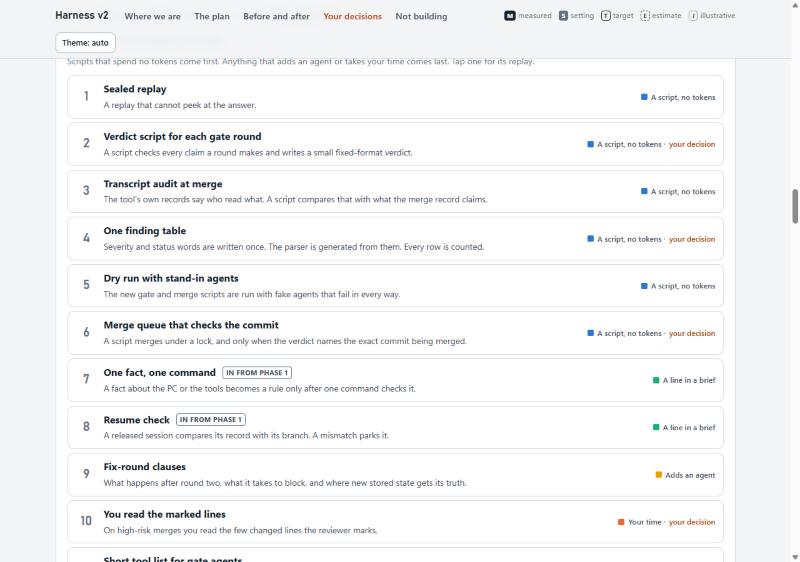 Harness v2 Where we are The plan Before and after Your decisions Not building M measured S setting T target E estimate I illustrative
Theme: auto
Scripts that spend no tokens come first. Anything that adds an agent or takes your time comes last. Tap one for its replay.
1 Sealed replay
A replay that cannot peek at the answer.
A script, no tokens
2 Verdict script for each gate round
A script checks every claim a round makes and writes a small fixed-format verdict.
A script, no tokens · your decision
3 Transcript audit at merge
The tool's own records say who read what. A script compares that with what the merge record claims.
A script, no tokens
4 One finding table
Severity and status words are written once. The parser is generated from them. Every row is counted.
A script, no tokens · your decision
5 Dry run with stand-in agents
The new gate and merge scripts are run with fake agents that fail in every way.
A script, no tokens
6 Merge queue that checks the commit
A script merges under a lock, and only when the verdict names the exact commit being merged.
A script, no tokens · your decision
7 One fact, one command IN FROM PHASE 1
A fact about the PC or the tools becomes a rule only after one command checks it.
A line in a brief
8 Resume check IN FROM PHASE 1
A released session compares its record with its branch. A mismatch parks it.
A line in a brief
9 Fix-round clauses
What happens after round two, what it takes to block, and where new stored state gets its truth.
Adds an agent
10 You read the marked lines
On high-risk merges you read the few changed lines the reviewer marks.
Your time · your decision
Short tool list for gate agents